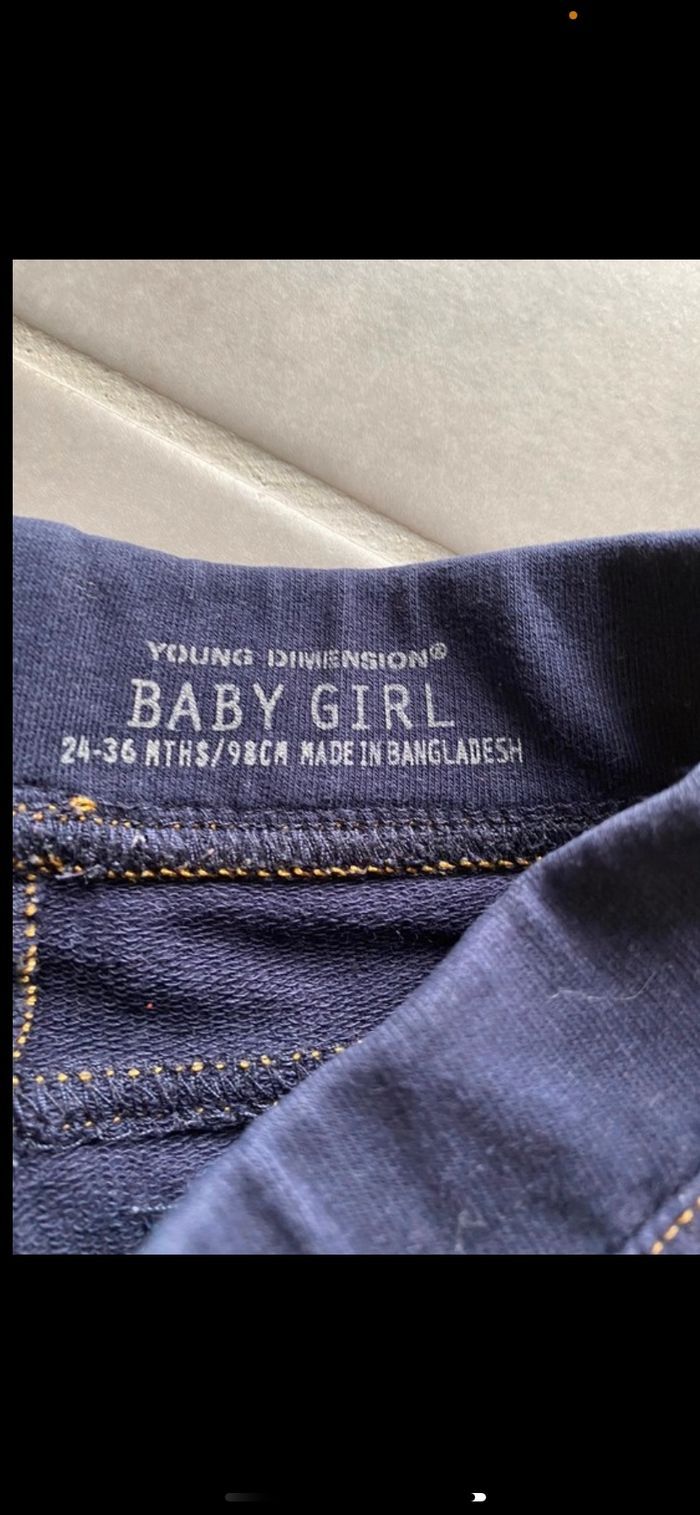 YOUNG DIMENSION®
BABY GIRL
24-36 MTHS/98CM MADE IN BANGLADESH